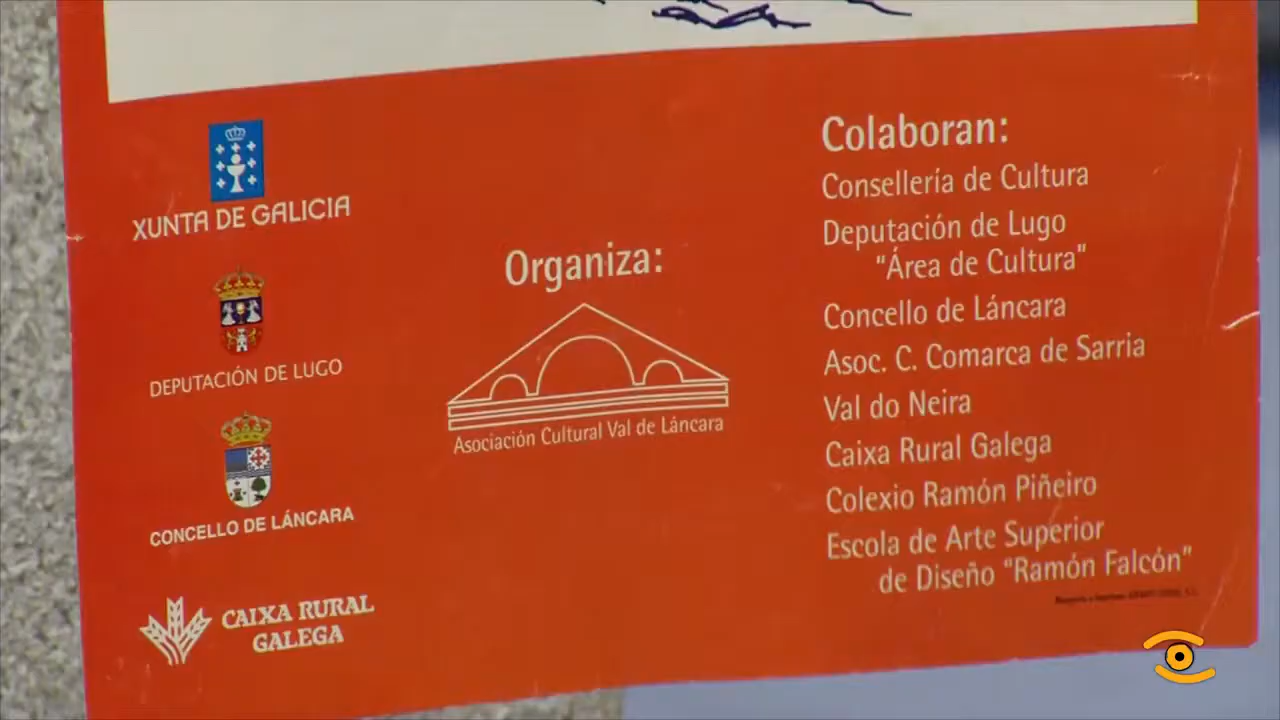 XUNTA DE GALICIA
DEPUTACIÓN DE LUGO
CONCELLO DE LÁNCARA
CAIXA RURAL
GALEGA
Organiza:
Asociación Cultural Val de Láncara
Colaboran:
Consellería de Cultura
Deputación de Lugo
"Área de Cultura"
Concello de Láncara
Asoc. C. Comarca de Sarria
Val do Neira
Caixa Rural Galega
Colexio Ramón Piñeiro
Escola de Arte Superior
de Diseño "Ramón Falcón"